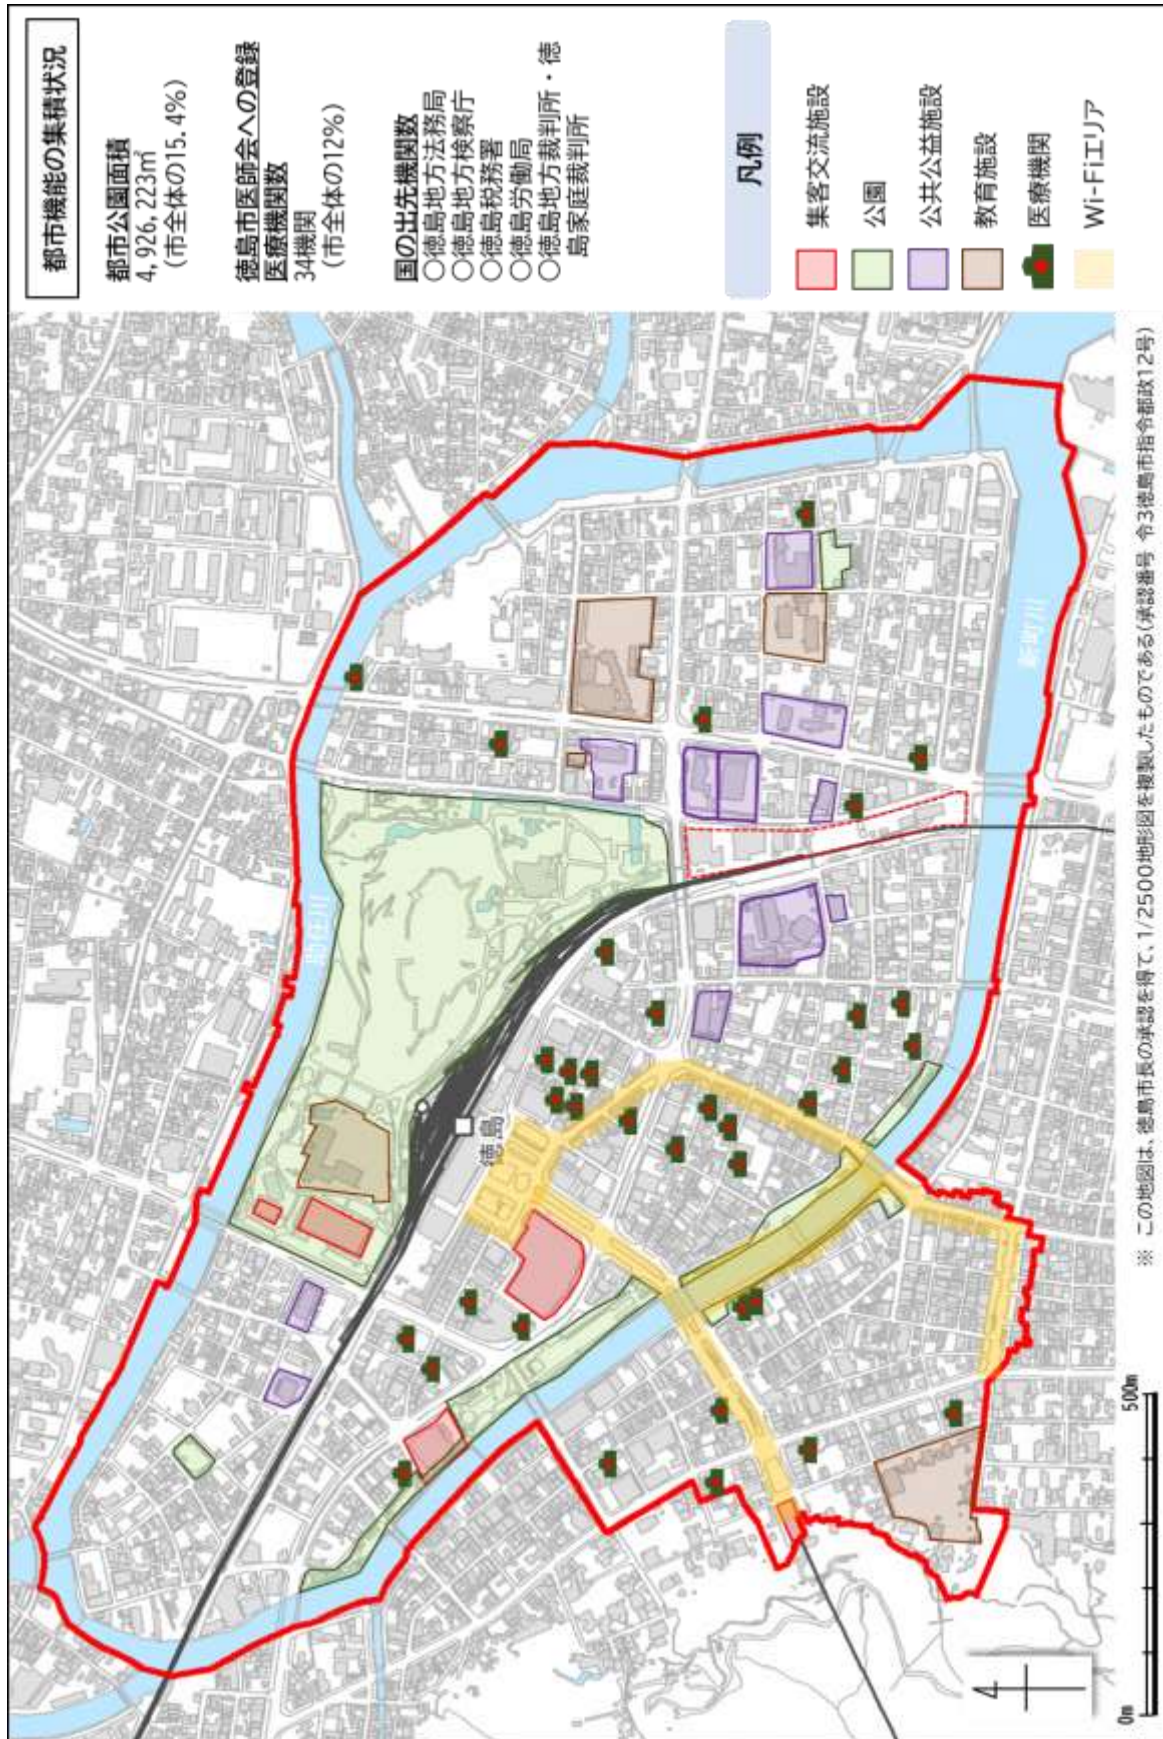 都市機能の集積状況
都市公園面積
4,926,223㎡
(市全体の15.4%)
徳島市医師会への登録
医療機関数
34機関
(市全体の12%)
国の出先機関数
○徳島地方法務局
○徳島地方検察庁
○徳島税務署
○徳島労働局
○徳島地方裁判所・徳
島家庭裁判所
凡例
集客交流施設
公園
公共公益施設
教育施設
医療機関
Wi-Fiエリア
助任川
新町川
徳島
0m
500m
※ この地図は、徳島市長の承認を得て、1/2500地形図を複製したものである(承認番号 令3徳島市指令都政12号)